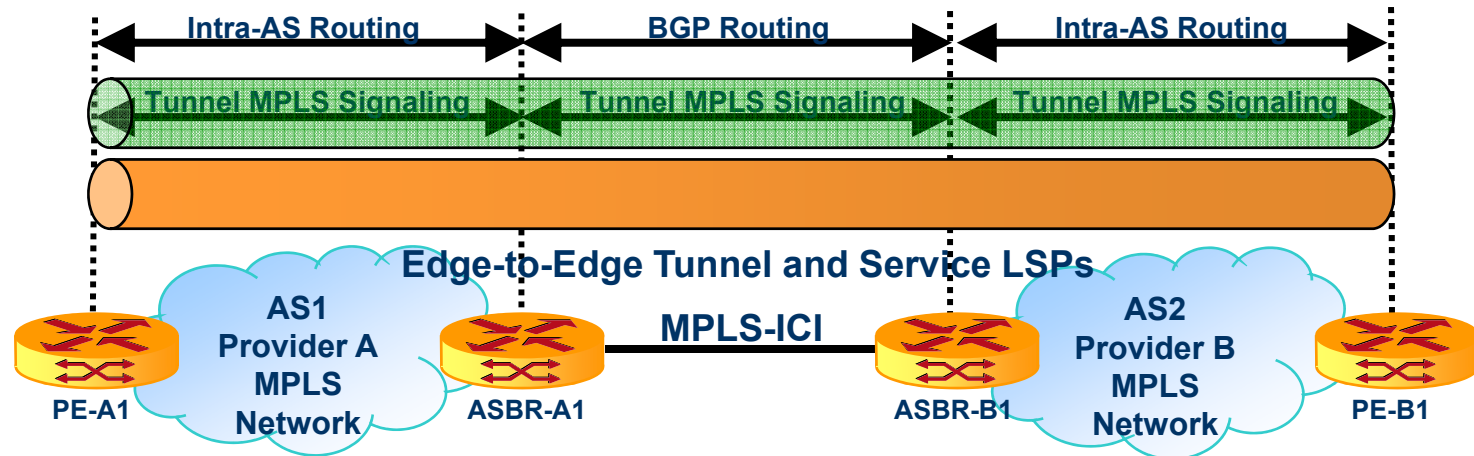 Intra-AS Routing
BGP Routing
Intra-AS Routing
Tunnel MPLS Signaling
Tunnel MPLS Signaling
Tunnel MPLS Signaling
Edge-to-Edge Tunnel and Service LSPs
AS1
Provider A
MPLS
Network
MPLS-ICI
AS2
Provider B
MPLS
Network
PE-A1
ASBR-A1
ASBR-B1
PE-B1